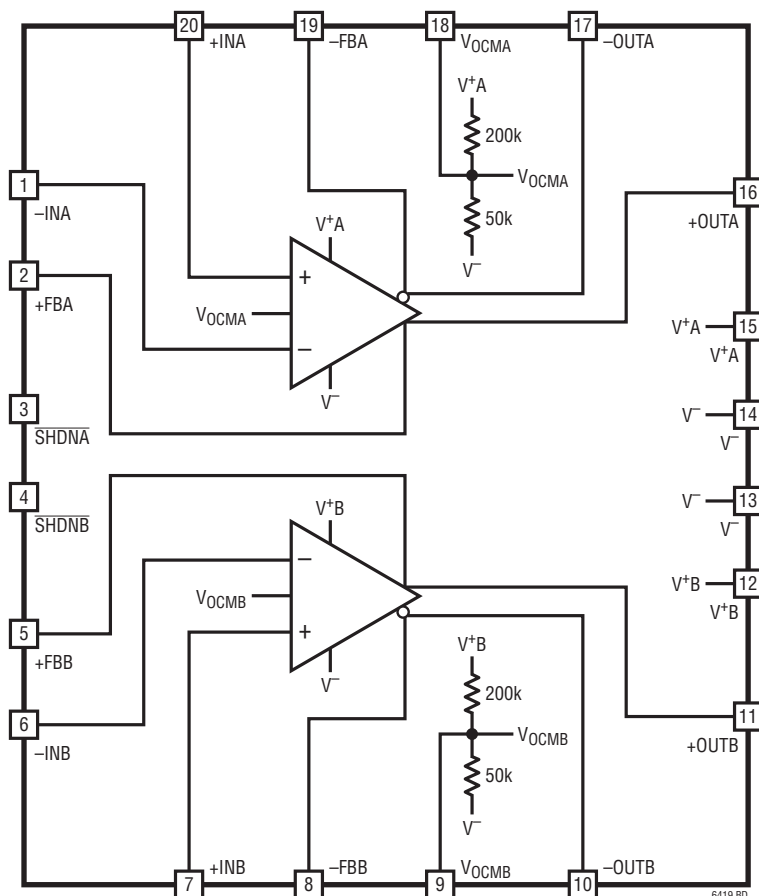 20
19
18
17
+INA
–FBA
VOCMA
–OUTA
V+A
200k
1
VOCMA
16
–INA
50k
+OUTA
V+A
V–
2
+
+FBA
VOCMA
15
V+A
V+A
–
3
V–
14
V–
SHDNA
V–
4
13
V–
V–
SHDNB
V+B
–
12
V+B
VOCMB
V+B
5
+
+FBB
V+B
V–
200k
11
6
VOCMB
+OUTB
–INB
50k
V–
+INB
–FBB
VOCMB
–OUTB
7
8
9
10
6419 BD